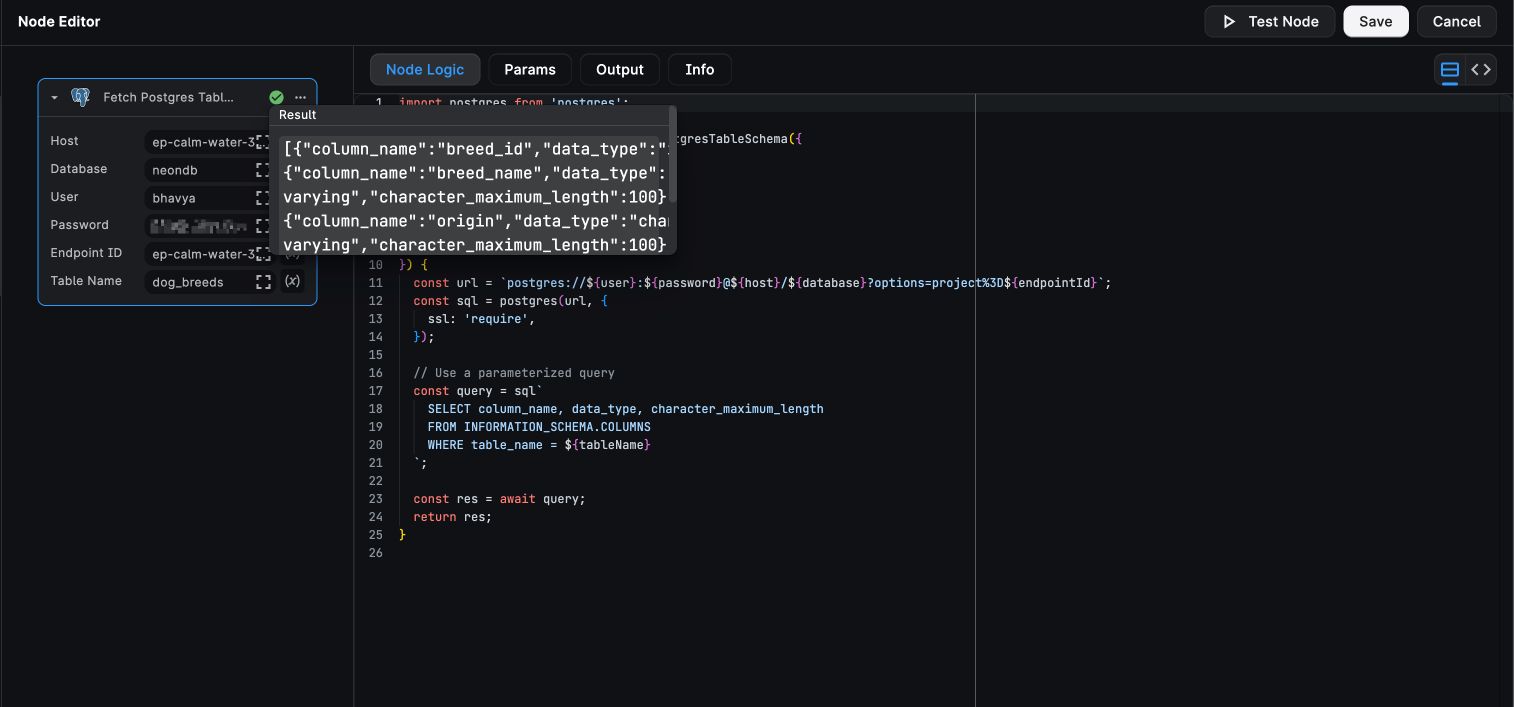 Node Editor
Test Node
Save
Cancel
Fetch Postgres Tabl...
Host
ep-calm-water-3
Database
neondb
User
bhavya
Password
Endpoint ID
ep-calm-water-3
Table Name
dog_breeds
(x)
Node Logic
Params
Output
Info
Result
[{"column_name":"breed_id","data_type":"
{"column_name":"breed_name","data_type":
varying","character_maximum_length":100}
{"column_name":"origin","data_type":"cha
varying","character_maximum_length":100}
1 import postgres from 'postgres';
gresTableSchema({
10 }) {
11 const url = `postgres://${user}:${password}@${host}/${database}?options=project%3D${endpointId}`;
12 const sql = postgres(url, {
13 ssl: 'require',
14 });
15
16 // Use a parameterized query
17 const query = sql`
18 SELECT column_name, data_type, character_maximum_length
19 FROM INFORMATION_SCHEMA.COLUMNS
20 WHERE table_name = ${tableName}
21 `;
22
23 const res = await query;
24 return res;
25 }
26